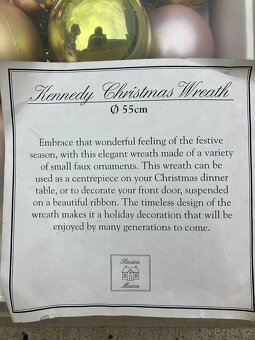 Kennedy Christmas Wreath
Ø 55cm
Embrace that wonderful feeling of the festive
season, with this elegant wreath made of a variety
of small faux ornaments. This wreath can be
used as a centrepiece on your Christmas dinner
table, or to decorate your front door, suspended
on a beautiful ribbon. The timeless design of the
wreath makes it a holiday decoration that will be
enjoyed by many generations to come.
Rivièra
Maison